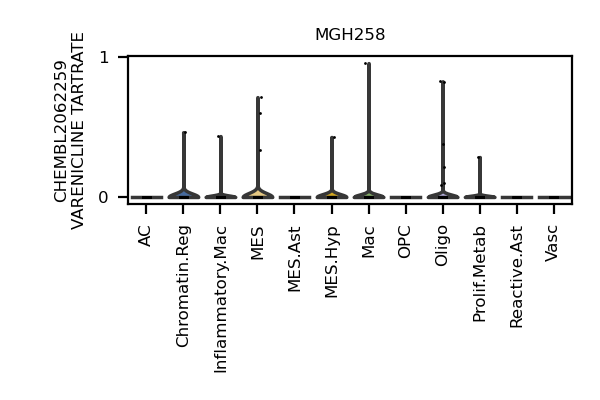 MGH258
CHEMBL2062259
VARENICLINE TARTRATE
1
0
AC
Chromatin.Reg
Inflammatory.Mac
MES
MES.Ast
MES.Hyp
Mac
OPC
Oligo
Prolif.Metab
Reactive.Ast
Vasc